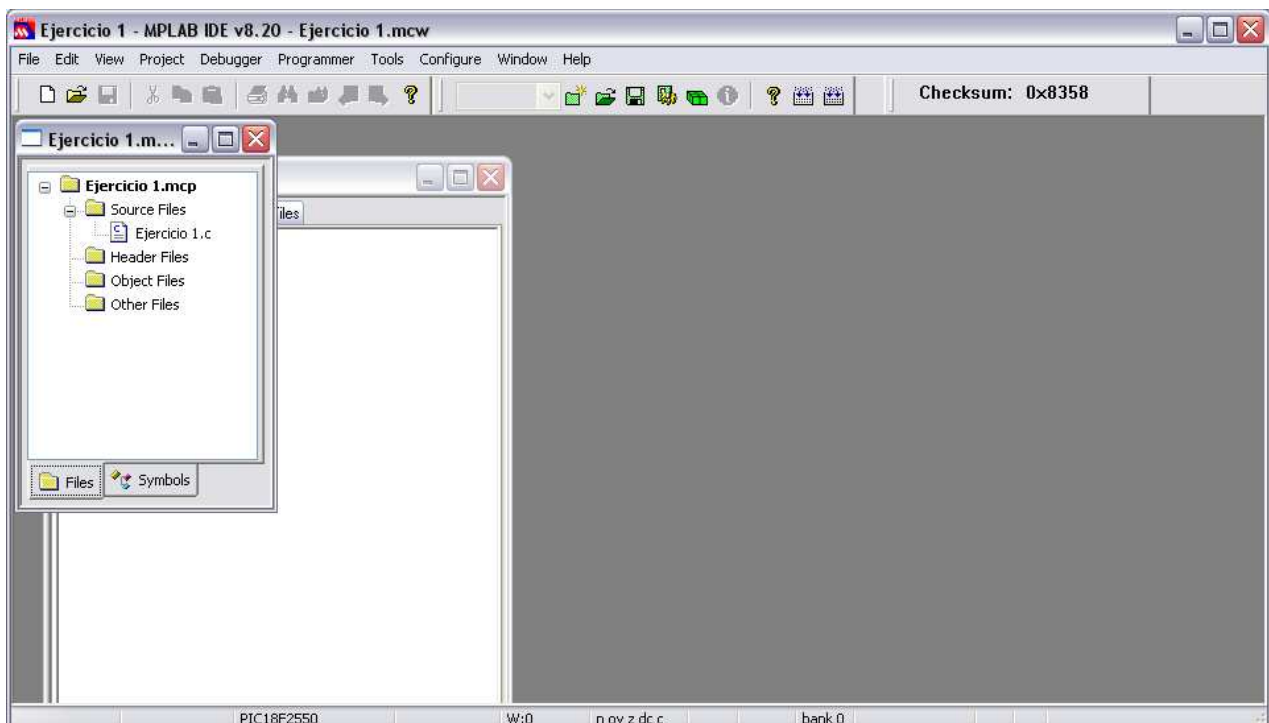 Ejercicio 1 - MPLAB IDE v8.20 - Ejercicio 1.mcw
File Edit View Project Debugger Programmer Tools Configure Window Help
Checksum: 0x8358
Ejercicio 1.m...
Ejercicio 1.mcp
Source Files
Ejercicio 1.c
Header Files
Object Files
Other Files
Files Symbols
PIC18F2550 W:0 n ov z dc c bank 0